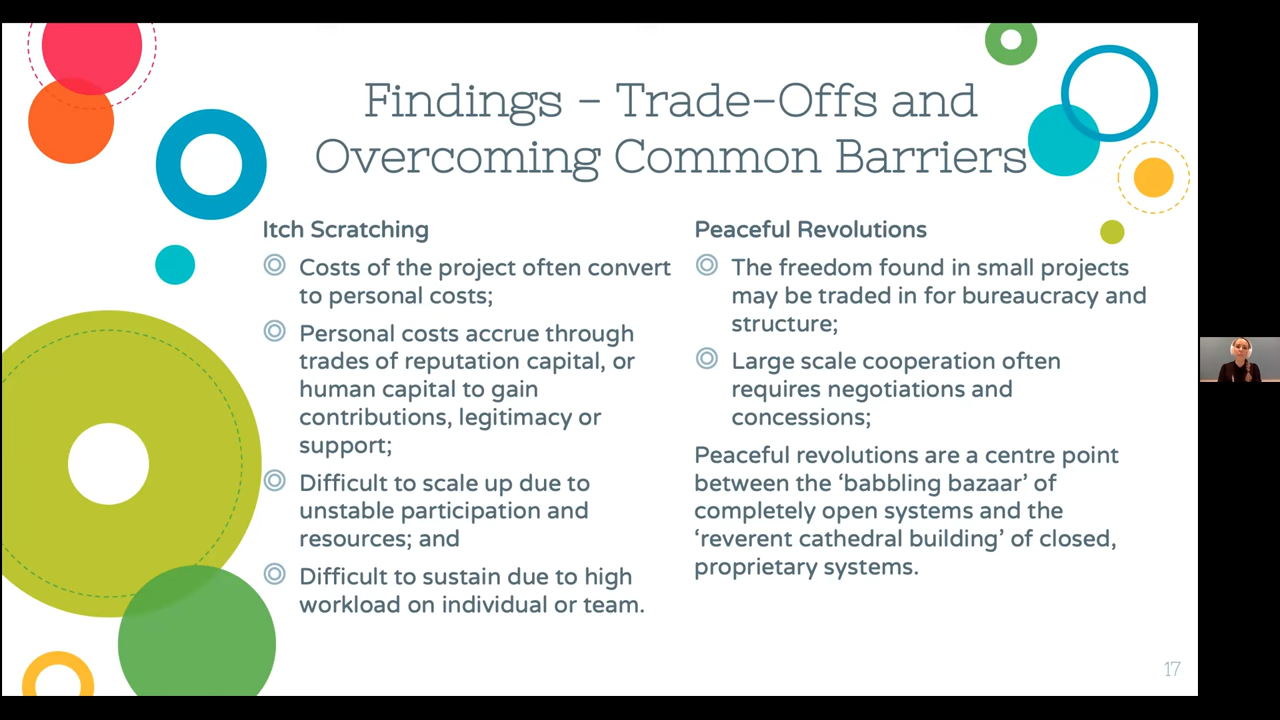 Findings – Trade-Offs and
Overcoming Common Barriers
Itch Scratching
Costs of the project often convert
to personal costs;
Personal costs accrue through
trades of reputation capital, or
human capital to gain
contributions, legitimacy or
support;
Difficult to scale up due to
unstable participation and
resources; and
Difficult to sustain due to high
workload on individual or team.
Peaceful Revolutions
The freedom found in small projects
may be traded in for bureaucracy and
structure;
Large scale cooperation often
requires negotiations and
concessions;
Peaceful revolutions are a centre point
between the ‘babbling bazaar’ of
completely open systems and the
‘reverent cathedral building’ of closed,
proprietary systems.
17